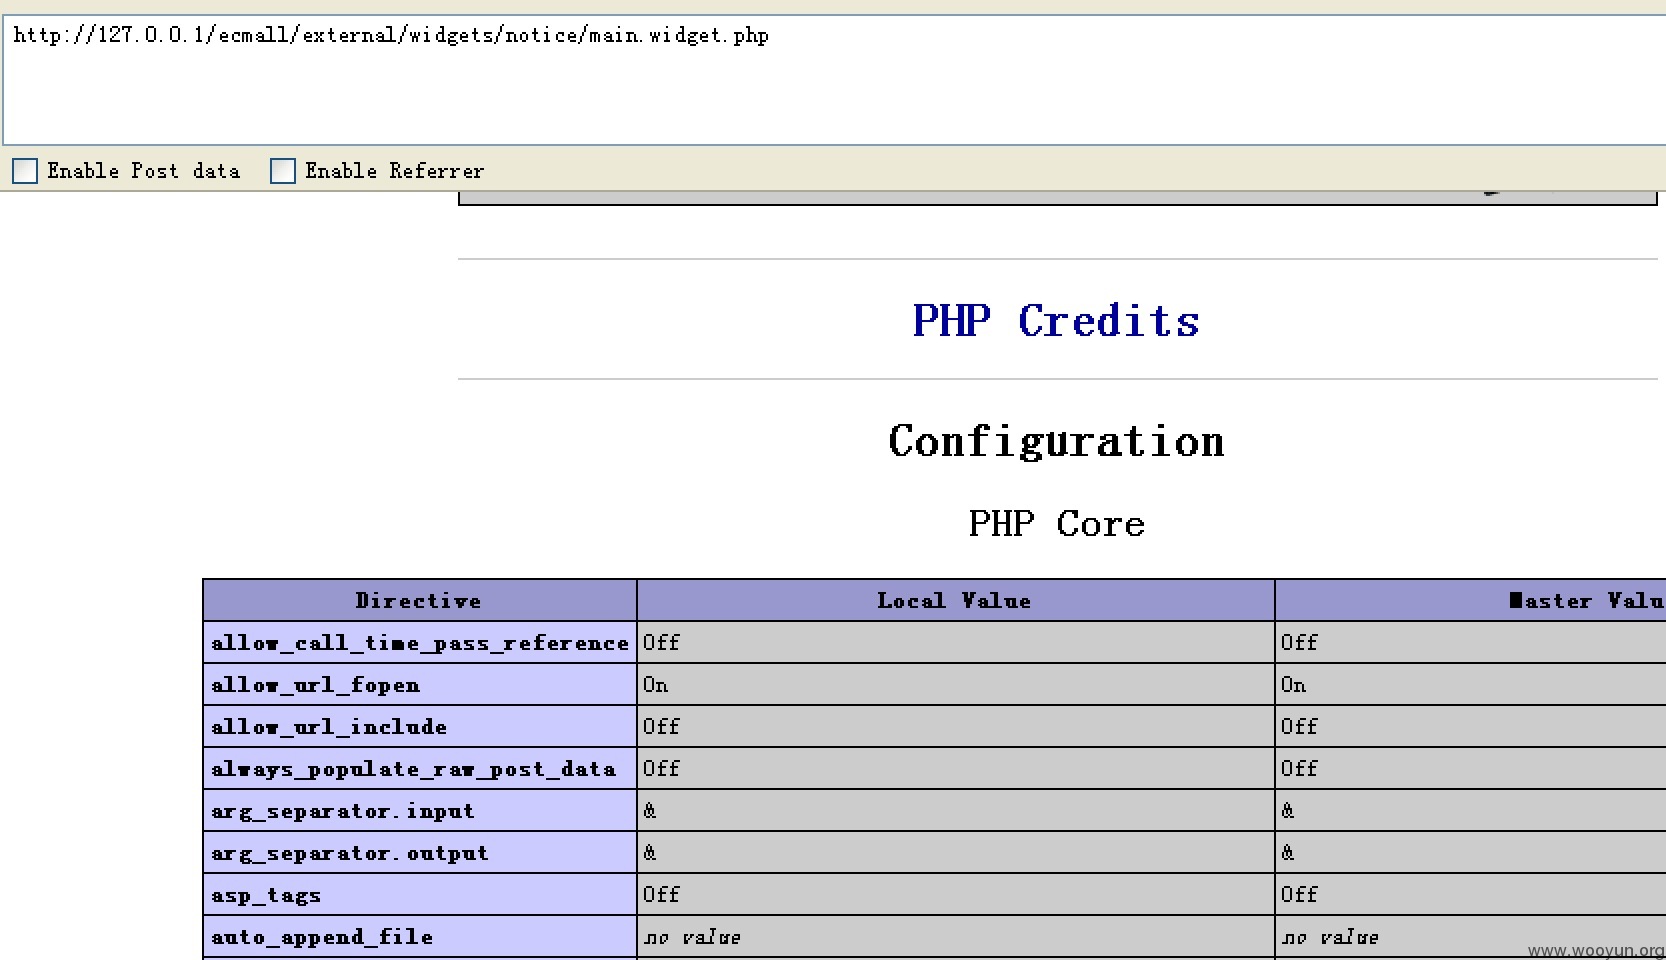 http://127.0.0.1/ecmall/external/widgets/notice/main.widget.php
Enable Post data Enable Referrer
PHP Credits
Configuration
PHP Core
Directive Local Value Master Valu
allow_call_time_pass_reference Off Off
allow_url_fopen On On
allow_url_include Off Off
always_populate_raw_post_data Off Off
arg_separator.input & &
arg_separator.output & &
asp_tags Off Off
auto_append_file no value no value
www.wooyun.org